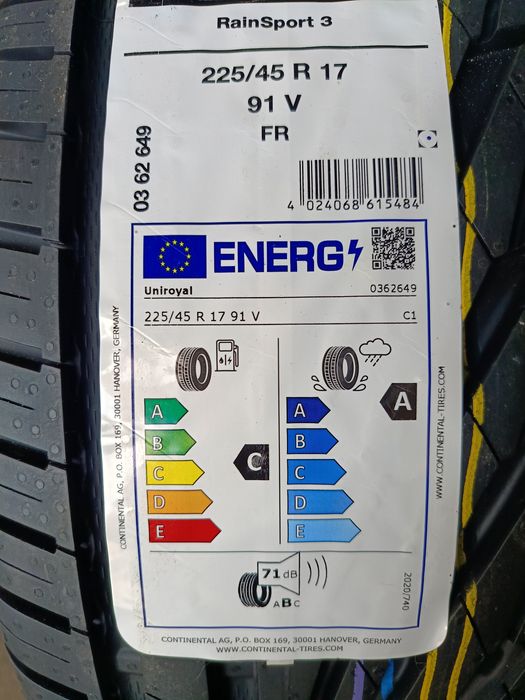 RainSport 3
225/45 R 17
91 V
FR
03 62 649
4 024068 615484
ENERG
Uniroyal 0362649
225/45 R 17 91 V C1
A A
B B
C C
D D
E E
C
A
71 dB
ABC
2020/740
CONTINENTAL AG, P.O. BOX 169, 30001 HANOVER, GERMANY
WWW.CONTINENTAL-TIRES.COM
CONTINENTAL AG, P.O. BOX 169, 30001 HANOVER, GERMANY
WWW.CONTINENTAL-TIRES.COM